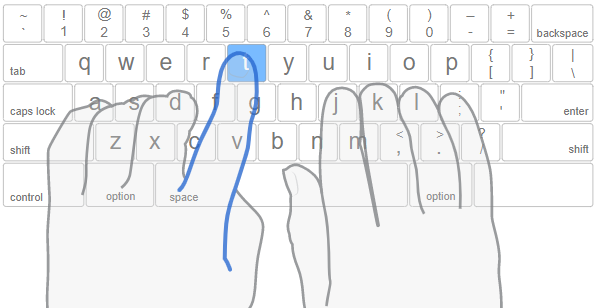 ~ ! @ # $ % ^ & * ( ) – +
` 1 2 3 4 5 6 7 8 9 0 - = backspace
tab q w e r t y u i o p { [ } ] | \
caps lock a s d f g h j k l : ; " ' enter
shift z x c v b n m < , > . ? / shift
control option space option